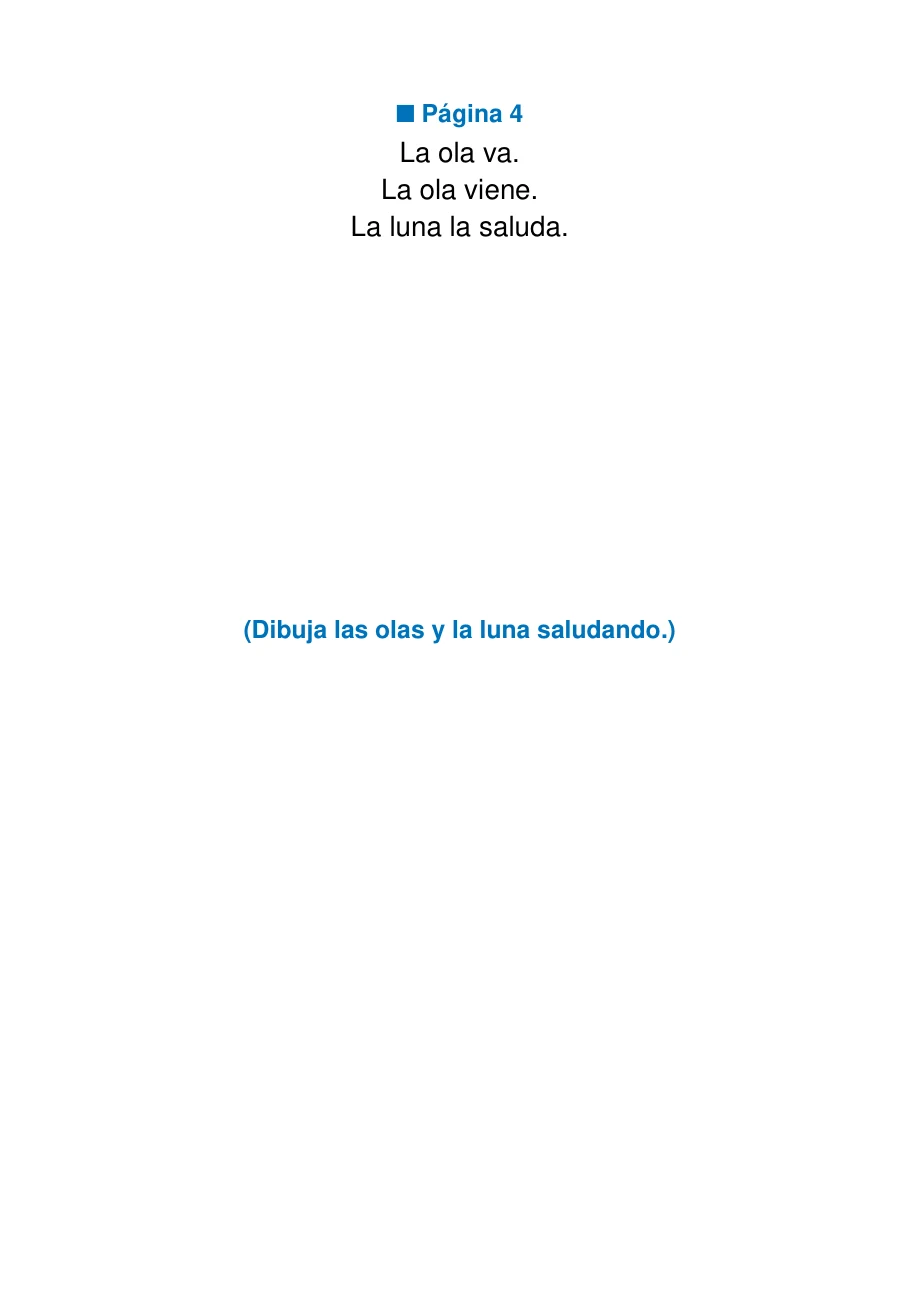 ■ Página 4
La ola va.
La ola viene.
La luna la saluda.
(Dibuja las olas y la luna saludando.)